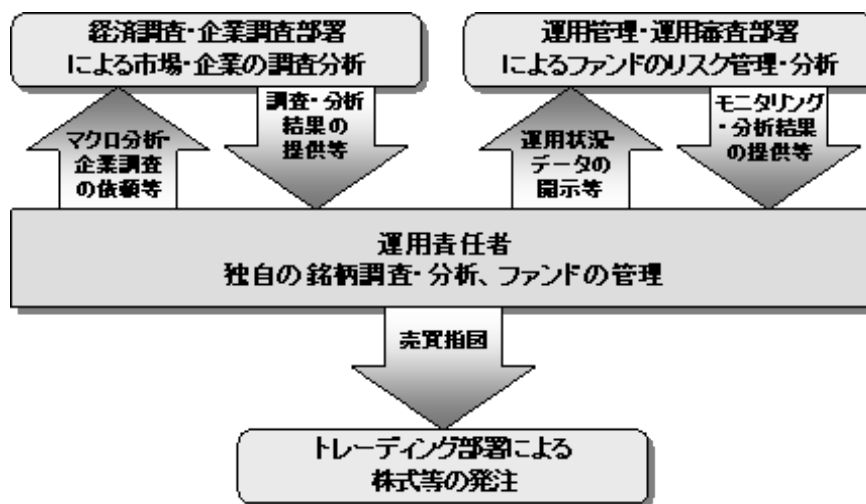 経済調査・企業調査部署
による市場・企業の調査分析
運用管理・運用審査部署
によるファンドのリスク管理・分析
マクロ分析・
企業調査
の依頼等
調査・分析
結果の
提供等
運用状況・
データの
開示等
モニタリング
・分析結果
の提供等
運用責任者
独自の銘柄調査・分析、ファンドの管理
売買指図
トレーディング部署による
株式等の発注